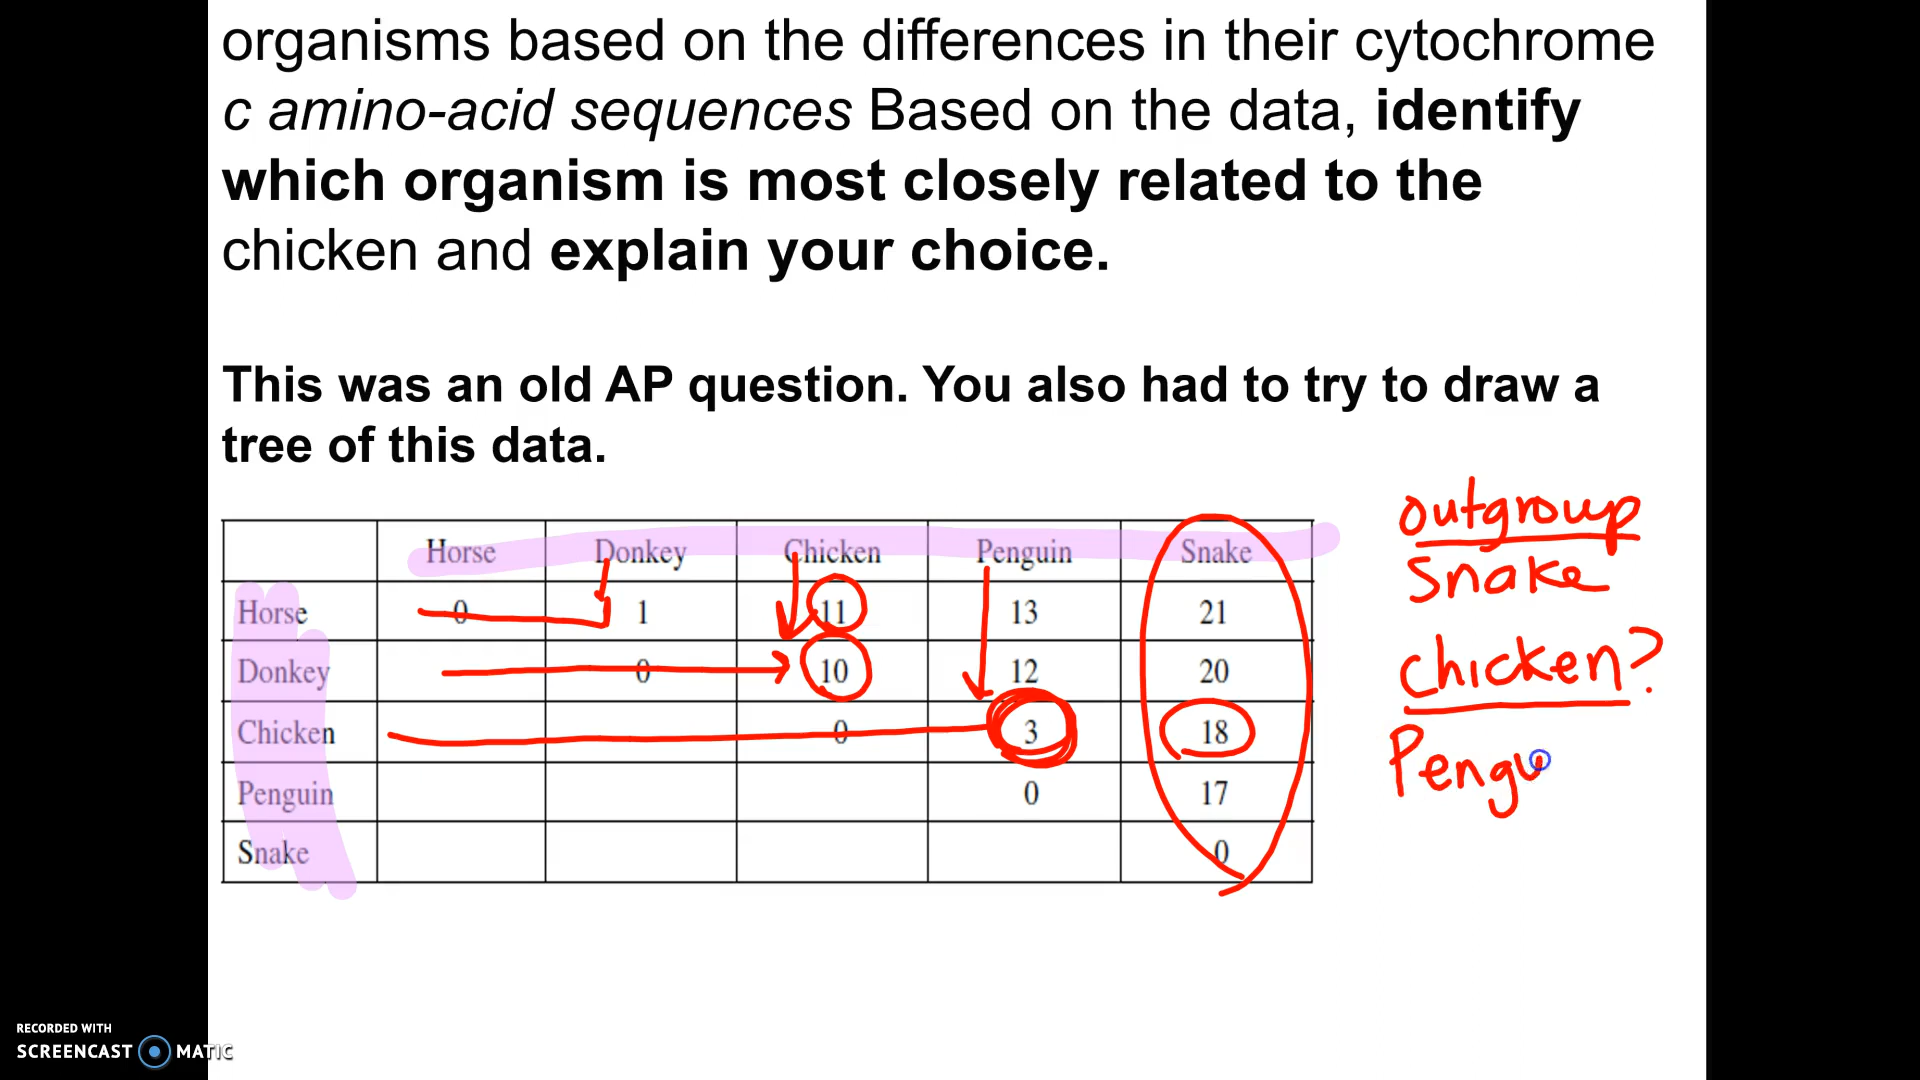 organisms based on the differences in their cytochrome
c amino-acid sequences Based on the data, identify
which organism is most closely related to the
chicken and explain your choice.
This was an old AP question. You also had to try to draw a
tree of this data.
Horse Donkey Chicken Penguin Snake
Horse 0 1 11 13 21
Donkey 0 10 12 20
Chicken 0 3 18
Penguin 0 17
Snake 0
outgroup
Snake
chicken?
Pengu
RECORDED WITH
SCREENCAST MATIC